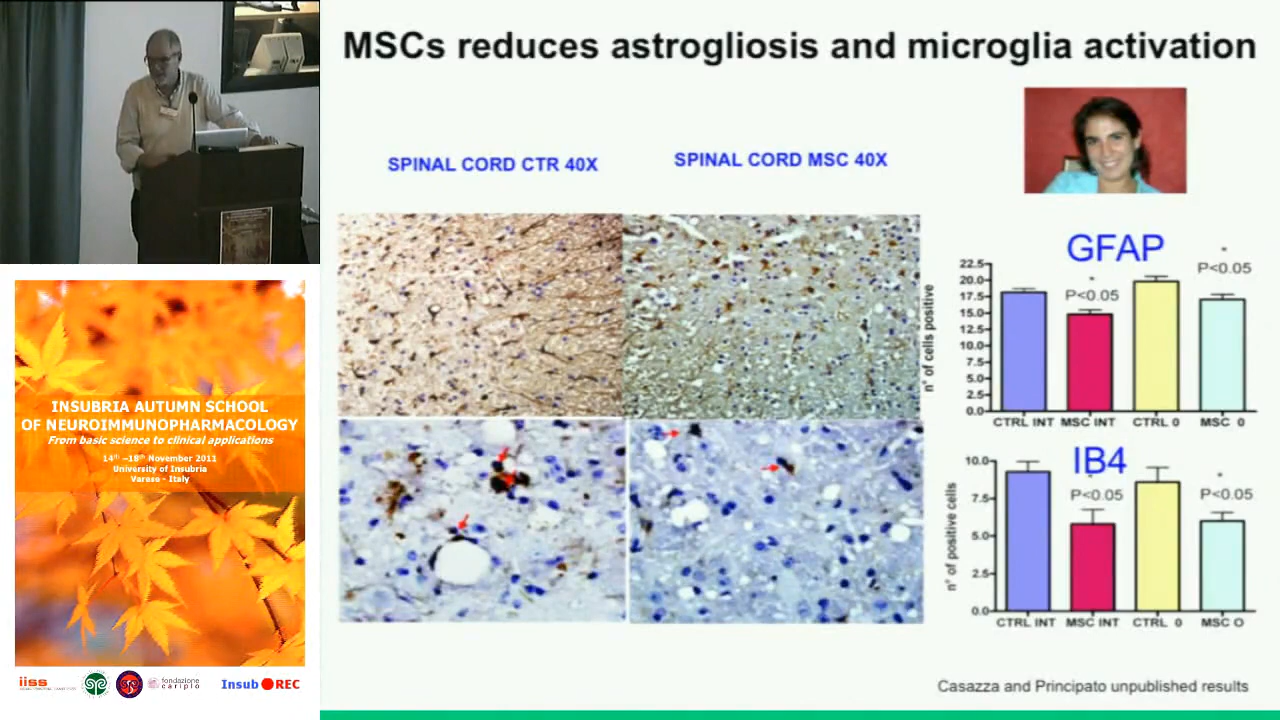 MSCs reduces astrogliosis and microglia activation
SPINAL CORD CTR 40X
SPINAL CORD MSC 40X
GFAP
*
P<0.05
*
P<0.05
n° of cells positive
22.5
20.0
17.5
15.0
12.5
10.0
7.5
5.0
2.5
0.0
CTRL INT
MSC INT
CTRL 0
MSC 0
IB4
P<0.05
*
P<0.05
n° of positive cells
10.0
7.5
5.0
2.5
0.0
CTRL INT
MSC INT
CTRL 0
MSC O
Casazza and Principato unpublished results
INSUBRIA AUTUMN SCHOOL
OF NEUROIMMUNOPHARMACOLOGY
From basic science to clinical applications
14th –18th November 2011
University of Insubria
Varese - Italy
iiss
fondazione
cariplo
Insub REC